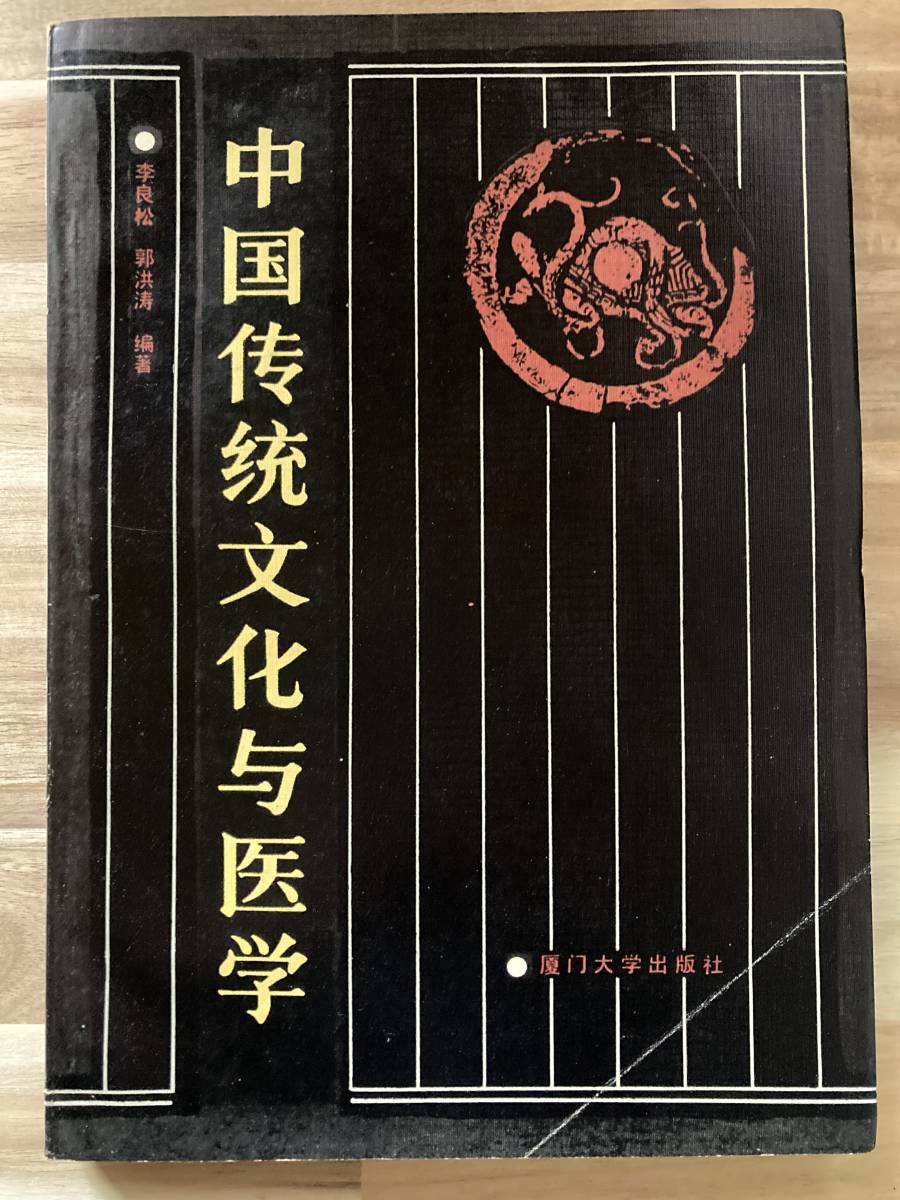 中国传统文化与医学
李良松 郭洪涛 编著
厦门大学出版社